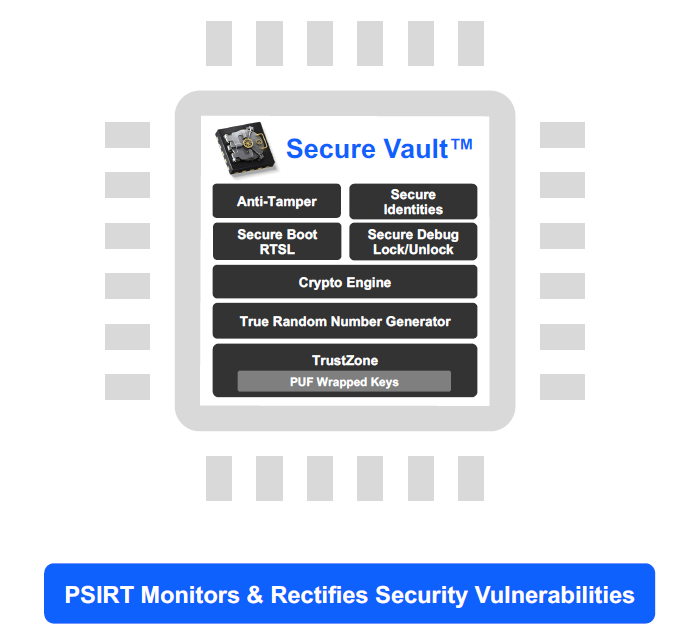 Secure Vault™
Anti-Tamper
Secure
Identities
Secure Boot
RTSL
Secure Debug
Lock/Unlock
Crypto Engine
True Random Number Generator
TrustZone
PUF Wrapped Keys
PSIRT Monitors & Rectifies Security Vulnerabilities